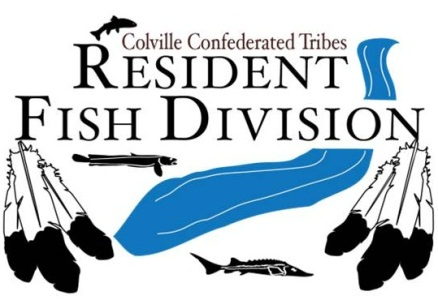 Colville Confederated Tribes
RESIDENT
FISH DIVISION